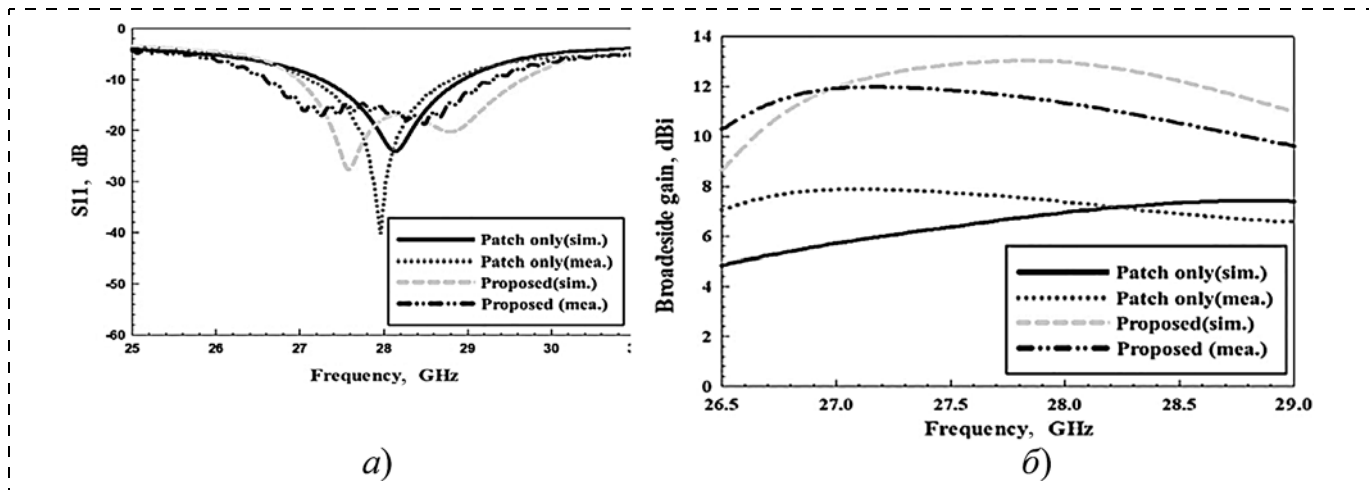 0
-10
-20
-30
-40
-50
-60
S11, dB
Patch only(sim.)
Patch only(mea.)
Proposed(sim.)
Proposed (mea.)
25
26
27
28
29
30
3
Frequency, GHz
а)
14
12
10
8
6
4
2
0
Broadeside gain, dBi
Patch only(sim.)
Patch only(mea.)
Proposed(sim.)
Proposed (mea.)
26.5
27.0
27.5
28.0
28.5
29.0
Frequency, GHz
б)